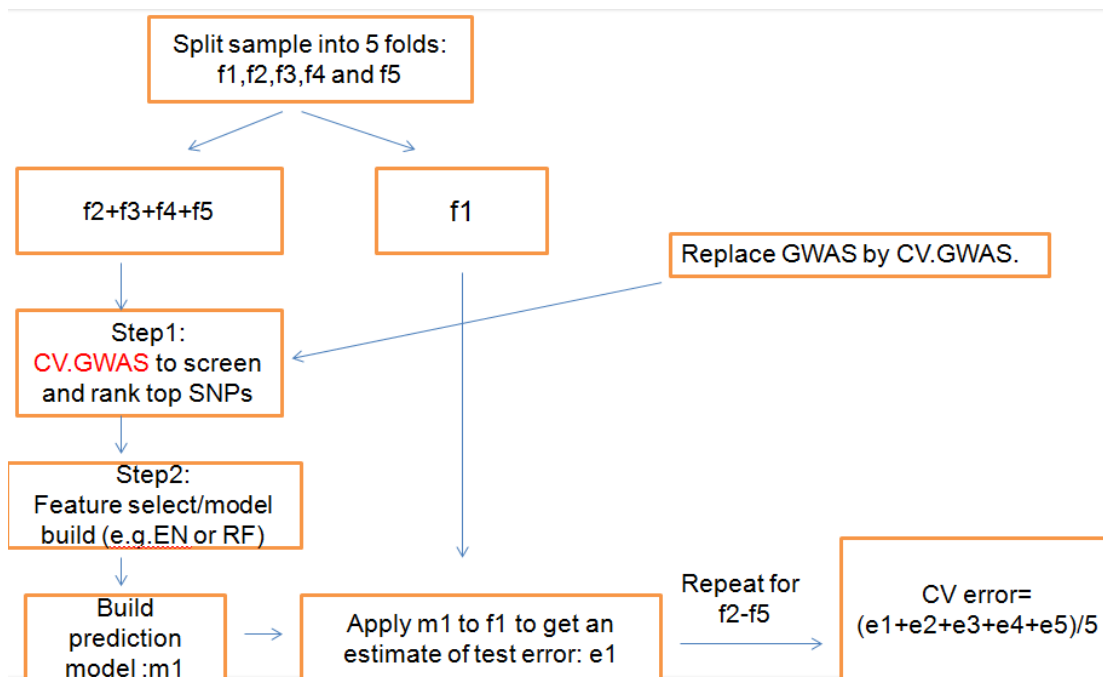 Split sample into 5 folds:
f1,f2,f3,f4 and f5
f2+f3+f4+f5
f1
Replace GWAS by CV.GWAS.
Step1:
CV.GWAS to screen
and rank top SNPs
Step2:
Feature select/model
build (e.g.EN or RF)
Build
prediction
model :m1
Apply m1 to f1 to get an
estimate of test error: e1
Repeat for
f2-f5
CV error=
(e1+e2+e3+e4+e5)/5